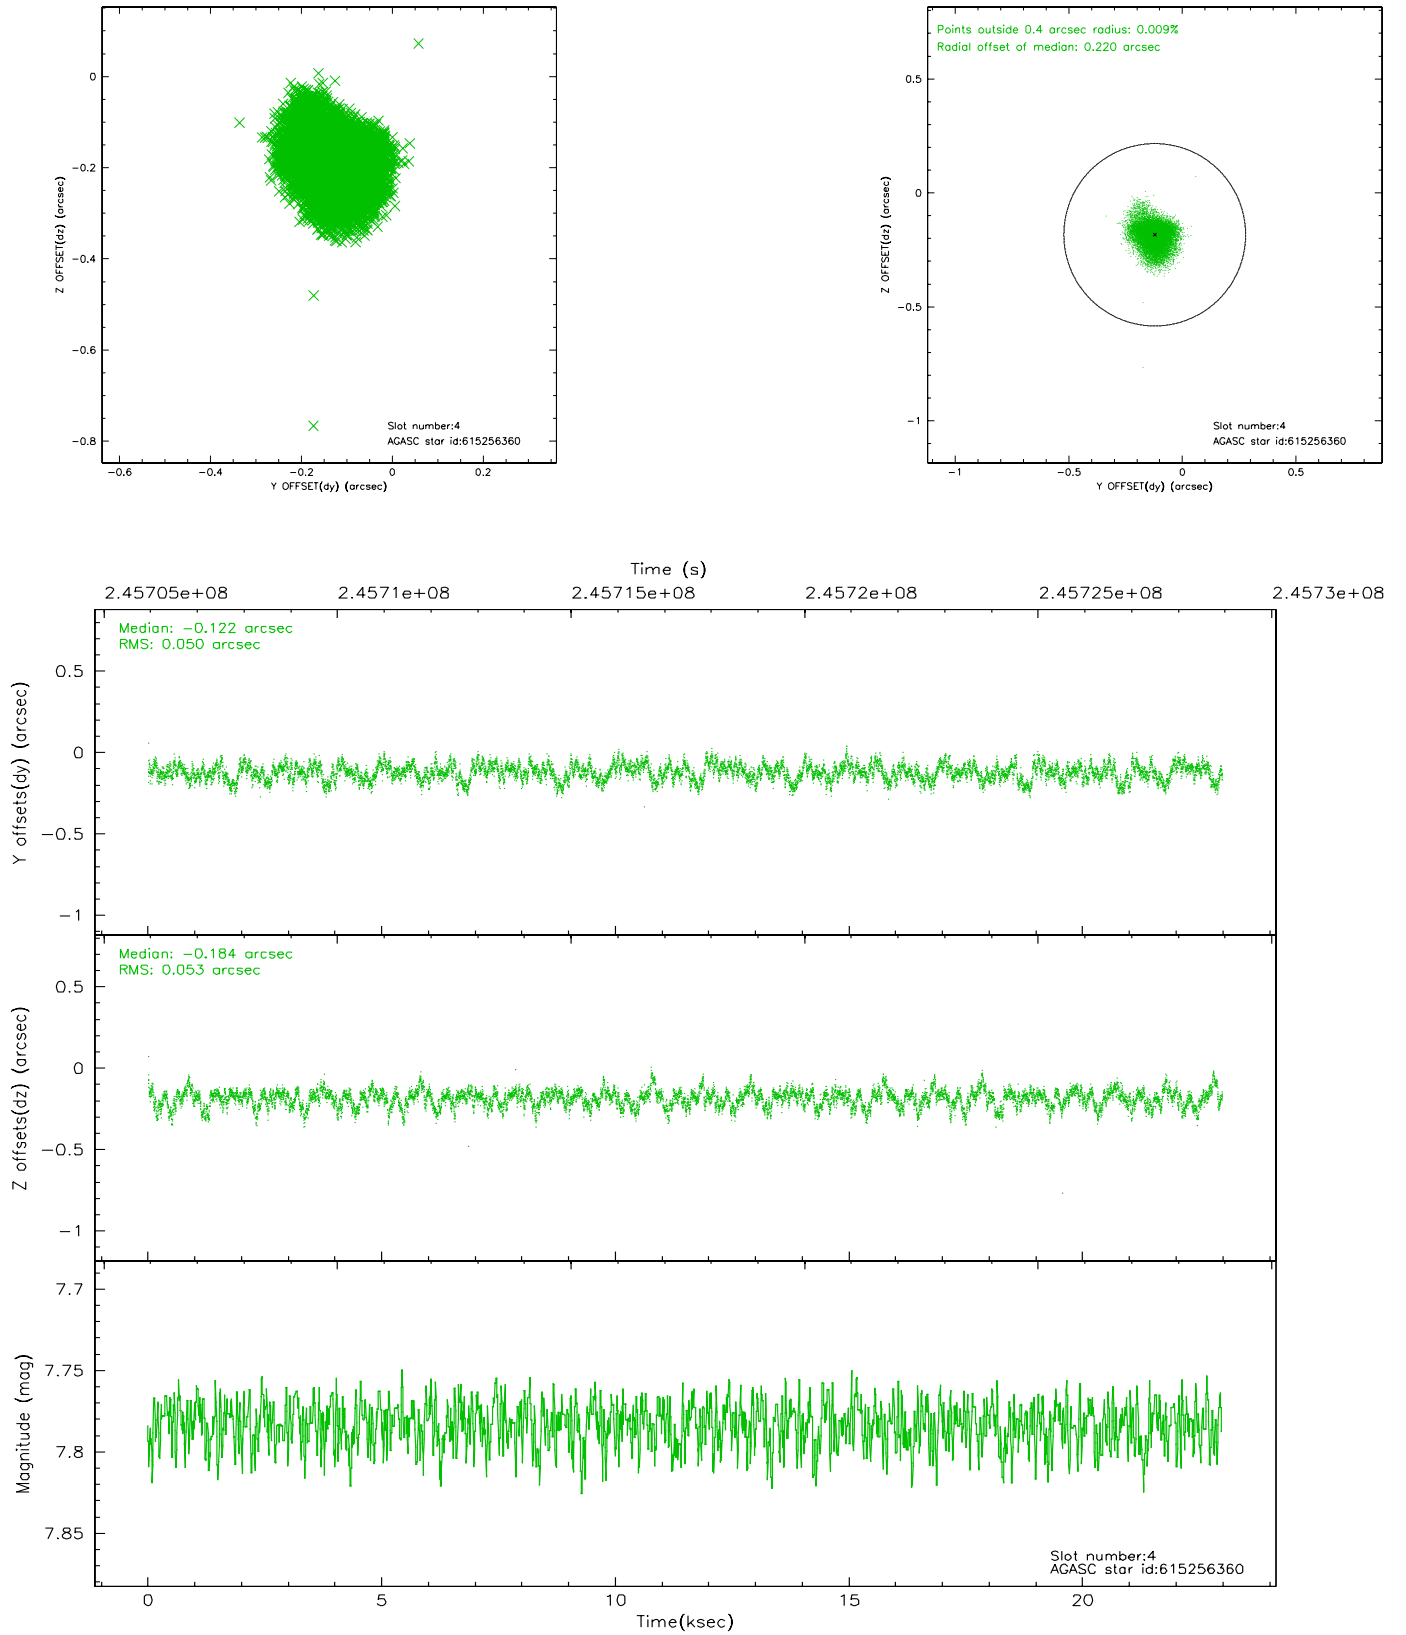 0
-0.2
-0.4
-0.6
-0.8
Z OFFSET(dz) (arcsec)
Slot number:4
AGASC star id:615256360
-0.6
-0.4
-0.2
0
0.2
Y OFFSET(dy) (arcsec)
Points outside 0.4 arcsec radius: 0.009%
Radial offset of median: 0.220 arcsec
0.5
0
-0.5
-1
Z OFFSET(dz) (arcsec)
Slot number:4
AGASC star id:615256360
-1
-0.5
0
0.5
Y OFFSET(dy) (arcsec)
Time (s)
2.45705e+08
2.4571e+08
2.45715e+08
2.4572e+08
2.45725e+08
2.4573e+08
Median: -0.122 arcsec
RMS: 0.050 arcsec
0.5
0
-0.5
-1
Y offsets(dy) (arcsec)
Median: -0.184 arcsec
RMS: 0.053 arcsec
0.5
0
-0.5
-1
Z offsets(dz) (arcsec)
7.7
7.75
7.8
7.85
Magnitude (mag)
Slot number:4
AGASC star id:615256360
0
5
10
15
20
Time(ksec)